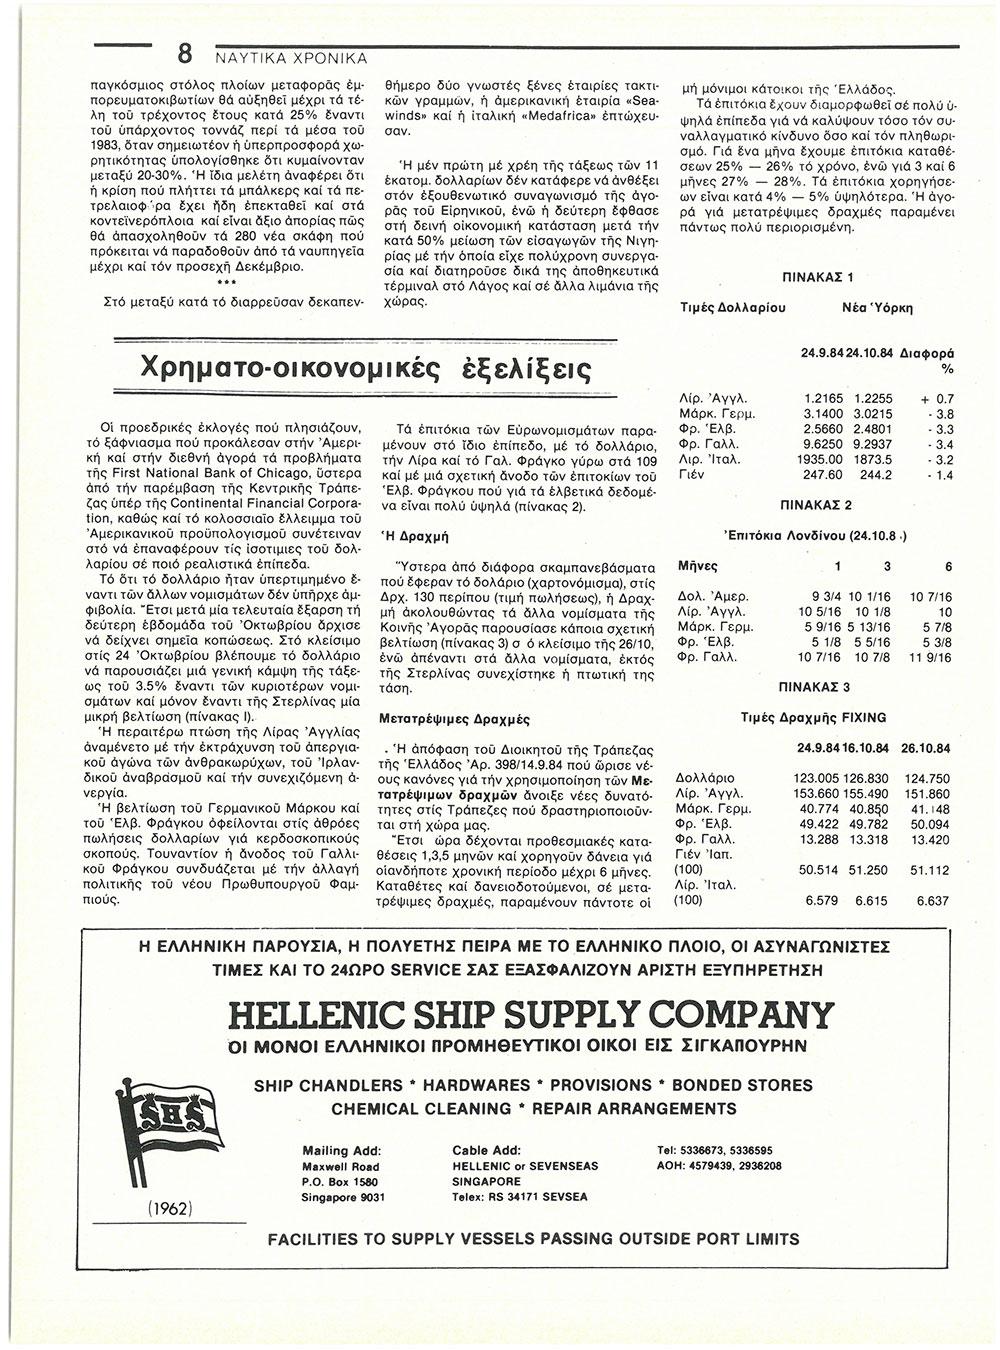 8 ΝΑΥΤΙΚΑ ΧΡΟΝΙΚΑ
παγκόσμιος στόλος πλοίων μεταφορᾶς ἐμ-
πορευματοκιβωτίων θά αὐξηθεῖ μέχρι τά τέ-
λη τοῦ τρέχοντος ἔτους κατά 25% ἔναντι
τοῦ ὑπάρχοντος τοννάζ περί τά μέσα τοῦ
1983, ὅταν σημειωτέον ἡ ὑπερπροσφορά χω-
ρητικότητας ὑπολογίσθηκε ὅτι κυμαίνονταν
μεταξύ 20-30%. Ἡ ἴδια μελέτη ἀναφέρει ὅτι
ἡ κρίση πού πλήττει τά μπάλκερς καί τά πε-
τρελαιοφόρα ἔχει ἤδη ἐπεκταθεῖ καί στά
κοντεϊνερόπλοια καί εἶναι ἄξιο ἀπορίας πῶς
θά ἀπασχοληθοῦν τά 280 νέα σκάφη πού
πρόκειται νά παραδοθοῦν ἀπό τά ναυπηγεῖα
μέχρι καί τόν προσεχῆ Δεκέμβριο.
***
Στό μεταξύ κατά τό διαρρεῦσαν δεκαπεν-
θήμερο δύο γνωστές ξένες ἑταιρίες τακτι-
κῶν γραμμῶν, ἡ ἀμερικανική ἑταιρία «Sea-
winds» καί ἡ ἰταλική «Medafrica» ἐπτώχευ-
σαν.
Ἡ μέν πρώτη μέ χρέη τῆς τάξεως τῶν 11
ἑκατομ. δολλαρίων δέν κατάφερε νά ἀνθέξει
στόν ἐξουθενωτικό συναγωνισμό τῆς ἀγο-
ρᾶς τοῦ Εἰρηνικοῦ, ἐνῶ ἡ δεύτερη ἔφθασε
στή δεινή οἰκονομική κατάσταση μετά τήν
κατά 50% μείωση τῶν εἰσαγωγῶν τῆς Νιγη-
ρίας μέ τήν ὁποία εἶχε πολύχρονη συνεργα-
σία καί διατηροῦσε δικά της ἀποθηκευτικά
τέρμιναλ στό Λάγος καί σέ ἄλλα λιμάνια τῆς
χώρας.
Χρηματο-οικονομικές ἐξελίξεις
Οἱ προεδρικές ἐκλογές πού πλησιάζουν,
τό ξάφνιασμα πού προκάλεσαν στήν Ἀμερι-
κή καί στήν διεθνῆ ἀγορά τά προβλήματα
τῆς First National Bank of Chicago, ὕστερα
ἀπό τήν παρέμβαση τῆς Κεντρικῆς Τράπε-
ζας ὑπέρ τῆς Continental Financial Corpora-
tion, καθώς καί τό κολοσσιαῖο ἔλλειμμα τοῦ
Ἀμερικανικοῦ προϋπολογισμοῦ συνέτειναν
στό νά ἐπαναφέρουν τίς ἰσοτιμιες τοῦ δολ-
λαρίου σέ ποιό ρεαλιστικά ἐπίπεδα.
Τό ὅτι τό δολλάριο ἦταν ὑπερτιμημένο ἔ-
ναντι τῶν ἄλλων νομισμάτων δέν ὑπῆρχε ἀμ-
φιβολία. Ἔτσι μετά μία τελευταία ἔξαρση τή
δεύτερη ἑβδομάδα τοῦ Ὀκτωβρίου ἄρχισε
νά δείχνει σημεῖα κοπώσεως. Στό κλείσιμο
στίς 24 Ὀκτωβρίου βλέπουμε τό δολλάριο
νά παρουσιάζει μιά γενική κάμψη τῆς τάξε-
ως τοῦ 3.5% ἔναντι τῶν κυριοτέρων νομι-
σμάτων καί μόνον ἔναντι τῆς Στερλίνας μία
μικρή βελτίωση (πίνακας Ι).
Ἡ περαιτέρω πτώση τῆς Λίρας Ἀγγλίας
ἀναμένετο μέ τήν ἐκτράχυνση τοῦ ἀπεργια-
κοῦ ἀγώνα τῶν ἀνθρακωρύχων, τοῦ Ἰρλαν-
δικοῦ ἀναβρασμοῦ καί τήν συνεχιζόμενη ἀ-
νεργία.
Ἡ βελτίωση τοῦ Γερμανικοῦ Μάρκου καί
τοῦ Ἑλβ. Φράγκου ὀφείλονται στίς ἀθρόες
πωλήσεις δολλαρίων γιά κερδοσκοπικούς
σκοπούς. Τουναντίον ἡ ἄνοδος τοῦ Γαλλι-
κοῦ Φράγκου συνδυάζεται μέ τήν ἀλλαγή
πολιτικῆς τοῦ νέου Πρωθυπουργοῦ Φαμ-
πιούς.
Τά ἐπιτόκια τῶν Εὐρωνομισμάτων παρα-
μένουν στό ἴδιο ἐπίπεδο, μέ τό δολλάριο,
τήν Λίρα καί τό Γαλ. Φράγκο γύρω στά 109
καί μέ μιά σχετική ἄνοδο τῶν ἐπιτοκίων τοῦ
Ἑλβ. Φράγκου πού γιά τά ἑλβετικά δεδομέ-
να εἶναι πολύ ὑψηλά (πίνακας 2).
Ἡ Δραχμή
Ὕστερα ἀπό διάφορα σκαμπανεβάσματα
πού ἔφεραν τό δολάριο (χαρτονόμισμα), στίς
Δρχ. 130 περίπου (τιμή πωλήσεως), ἡ Δραχ-
μή ἀκολουθώντας τά ἄλλα νομίσματα τῆς
Κοινῆς Ἀγορᾶς παρουσίασε κάποια σχετική
βελτίωση (πίνακας 3) σ ό κλείσιμο τῆς 26/10,
ἐνῶ ἀπέναντι στά ἄλλα νομίσματα, ἐκτός
τῆς Στερλίνας συνεχίστηκε ἡ πτωτική της
τάση.
Μετατρέψιμες Δραχμές
Ἡ ἀπόφαση τοῦ Διοικητοῦ τῆς Τράπεζας
τῆς Ἑλλάδος Ἀρ. 398/14.9.84 πού ὥρισε νέ-
ους κανόνες γιά τήν χρησιμοποίηση τῶν Με-
τατρέψιμων δραχμῶν ἄνοιξε νέες δυνατό-
τητες στίς Τράπεζες πού δραστηριοποιοῦν-
ται στή χώρα μας.
Ἔτσι ὥρα δέχονται προθεσμιακές κατα-
θέσεις 1,3,5 μηνῶν καί χορηγοῦν δάνεια γιά
οἱανδήποτε χρονική περίοδο μέχρι 6 μῆνες.
Καταθέτες καί δανειοδοτούμενοι, σέ μετα-
τρέψιμες δραχμές, παραμένουν πάντοτε οἱ
μή μόνιμοι κάτοικοι τῆς Ἑλλάδος.
Τά ἐπιτόκια ἔχουν διαμορφωθεῖ σέ πολύ ὑ-
ψηλά ἐπίπεδα γιά νά καλύψουν τόσο τόν συ-
ναλλαγματικό κίνδυνο ὅσο καί τόν πληθωρι-
σμό. Γιά ἕνα μῆνα ἔχουμε ἐπιτόκια καταθέ-
σεων 25% — 26% τό χρόνο, ἐνῶ γιά 3 καί 6
μῆνες 27% — 28%. Τά ἐπιτόκια χορηγήσε-
ων εἶναι κατά 4% — 5% ὑψηλότερα. Ἡ ἀγο-
ρά γιά μετατρέψιμες δραχμές παραμένει
πάντως πολύ περιορισμένη.
ΠΙΝΑΚΑΣ 1
Τιμές Δολλαρίου Νέα Ὑόρκη
24.9.84 24.10.84 Διαφορά
%
Λίρ. Ἀγγλ. 1.2165 1.2255 + 0.7
Μάρκ. Γερμ. 3.1400 3.0215 - 3.8
Φρ. Ἑλβ. 2.5660 2.4801 - 3.3
Φρ. Γαλλ. 9.6250 9.2937 - 3.4
Λιρ. Ἰταλ. 1935.00 1873.5 - 3.2
Γιέν 247.60 244.2 - 1.4
ΠΙΝΑΚΑΣ 2
Ἐπιτόκια Λονδίνου (24.10.8 .)
Μῆνες 1 3 6
Δολ. Ἀμερ. 9 3/4 10 1/16 10 7/16
Λίρ. Ἀγγλ. 10 5/16 10 1/8 10
Μάρκ. Γερμ. 5 9/16 5 13/16 5 7/8
Φρ. Ἑλβ. 5 1/8 5 5/16 5 3/8
Φρ. Γαλλ. 10 7/16 10 7/8 11 9/16
ΠΙΝΑΚΑΣ 3
Τιμές Δραχμῆς FIXING
24.9.84 16.10.84 26.10.84
Δολλάριο 123.005 126.830 124.750
Λίρ. Ἀγγλ. 153.660 155.490 151.860
Μάρκ. Γερμ. 40.774 40.850 41.148
Φρ. Ἑλβ. 49.422 49.782 50.094
Φρ. Γαλλ. 13.288 13.318 13.420
Γιέν Ἰαπ.
(100) 50.514 51.250 51.112
Λίρ. Ἰταλ.
(100) 6.579 6.615 6.637
Η ΕΛΛΗΝΙΚΗ ΠΑΡΟΥΣΙΑ, Η ΠΟΛΥΕΤΗΣ ΠΕΙΡΑ ΜΕ ΤΟ ΕΛΛΗΝΙΚΟ ΠΛΟΙΟ, ΟΙ ΑΣΥΝΑΓΩΝΙΣΤΕΣ
ΤΙΜΕΣ ΚΑΙ ΤΟ 24ΩΡΟ SERVICE ΣΑΣ ΕΞΑΣΦΑΛΙΖΟΥΝ ΑΡΙΣΤΗ ΕΞΥΠΗΡΕΤΗΣΗ
HELLENIC SHIP SUPPLY COMPANY
ΟΙ ΜΟΝΟΙ ΕΛΛΗΝΙΚΟΙ ΠΡΟΜΗΘΕΥΤΙΚΟΙ ΟΙΚΟΙ ΕΙΣ ΣΙΓΚΑΠΟΥΡΗΝ
SHIP CHANDLERS * HARDWARES * PROVISIONS * BONDED STORES
CHEMICAL CLEANING * REPAIR ARRANGEMENTS
SHS
(1962)
Mailing Add:
Maxwell Road
P.O. Box 1580
Singapore 9031
Cable Add:
HELLENIC or SEVENSEAS
SINGAPORE
Telex: RS 34171 SEVSEA
Tel: 5336673, 5336595
AOH: 4579439, 2936208
FACILITIES TO SUPPLY VESSELS PASSING OUTSIDE PORT LIMITS